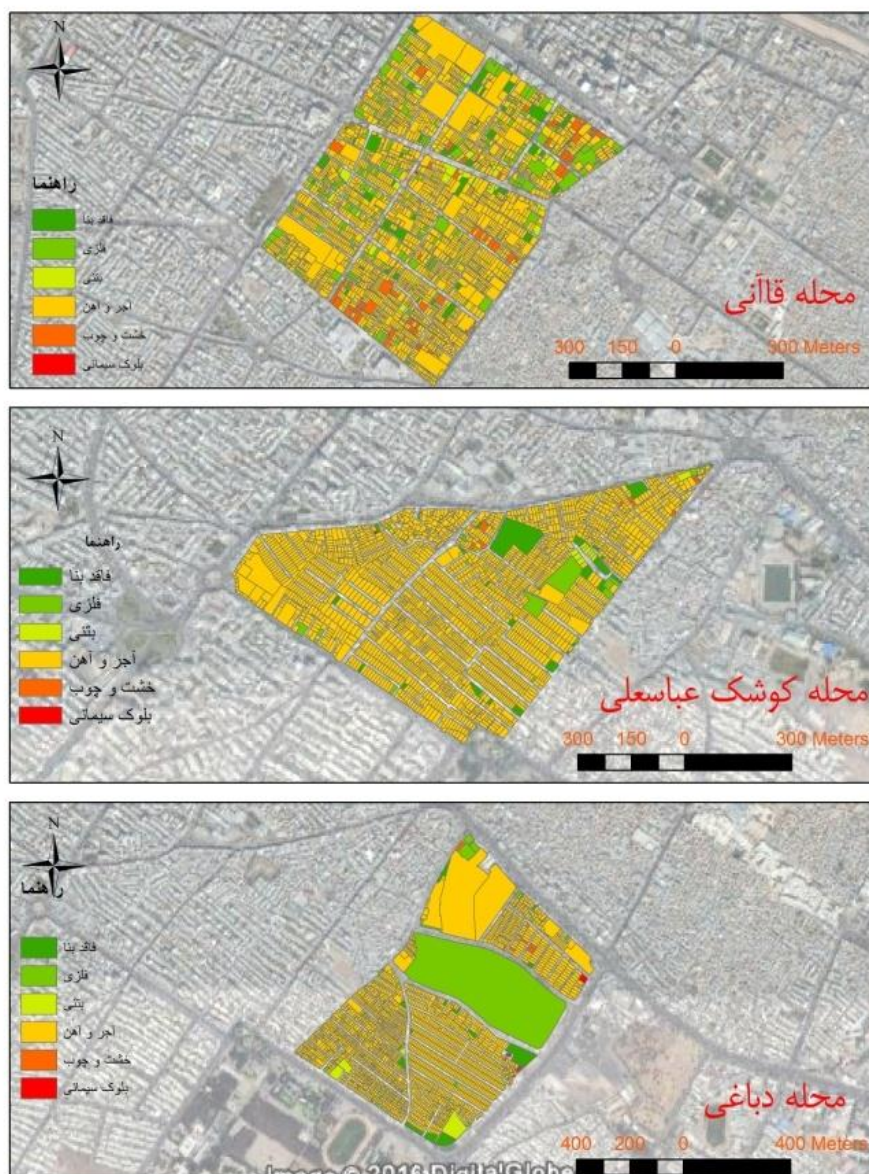 N
راهنما
فاقد بنا
فلزی
بتنی
آجر و آهن
خشت و چوب
بلوک سیمانی
محله قاآنی
300 150 0 300 Meters
N
راهنما
فاقد بنا
فلزی
بتنی
آجر و آهن
خشت و چوب
بلوک سیمانی
محله کوشک عباسعلی
300 150 0 300 Meters
N
راهنما
فاقد بنا
فلزی
بتنی
آجر و آهن
خشت و چوب
بلوک سیمانی
محله دباغی
400 200 0 400 Meters
Image © 2016 DigitalGlobe